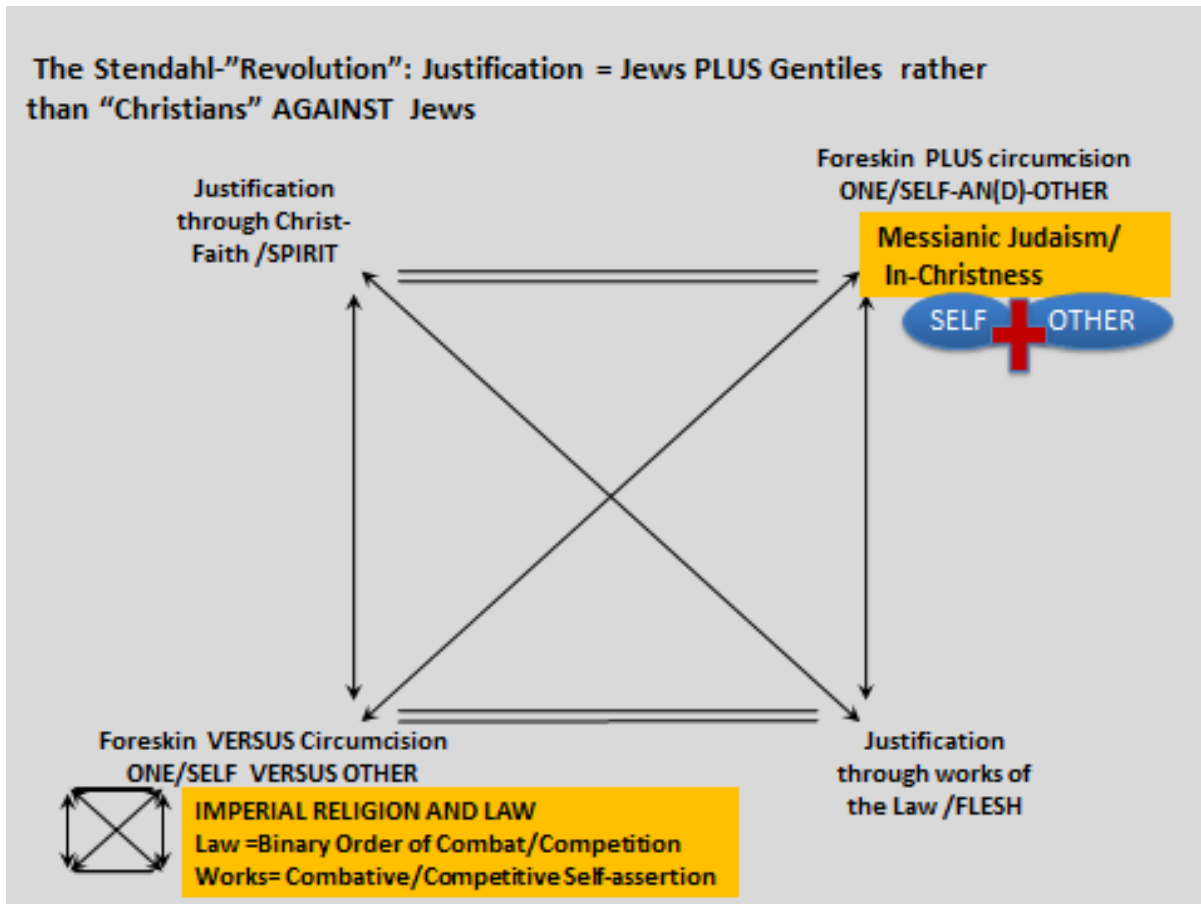 The Stendahl-”Revolution”: Justification = Jews PLUS Gentiles rather
than “Christians” AGAINST Jews
Justification
through Christ-
Faith /SPIRIT
Foreskin PLUS circumcision
ONE/SELF-AN(D)-OTHER
Messianic Judaism/
In-Christness
SELF
OTHER
Foreskin VERSUS Circumcision
ONE/SELF VERSUS OTHER
IMPERIAL RELIGION AND LAW
Law =Binary Order of Combat/Competition
Works= Combative/Competitive Self-assertion
Justification
through works of
the Law /FLESH